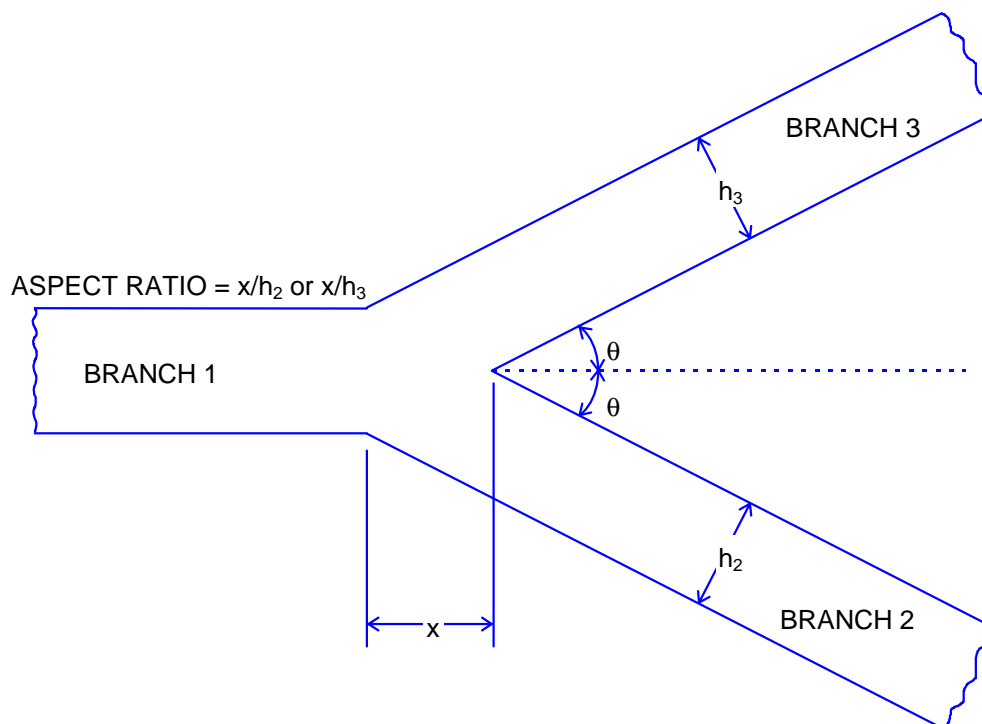 BRANCH 3
h₃
ASPECT RATIO = x/h₂ or x/h₃
θ
BRANCH 1
θ
h₂
BRANCH 2
x